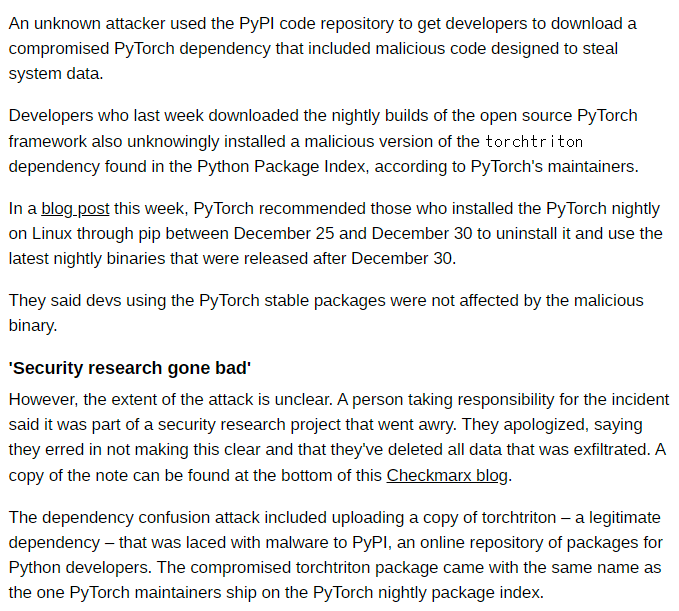 An unknown attacker used the PyPI code repository to get developers to download a
compromised PyTorch dependency that included malicious code designed to steal
system data.
Developers who last week downloaded the nightly builds of the open source PyTorch
framework also unknowingly installed a malicious version of the torchtriton
dependency found in the Python Package Index, according to PyTorch's maintainers.
In a blog post this week, PyTorch recommended those who installed the PyTorch nightly
on Linux through pip between December 25 and December 30 to uninstall it and use the
latest nightly binaries that were released after December 30.
They said devs using the PyTorch stable packages were not affected by the malicious
binary.
'Security research gone bad'
However, the extent of the attack is unclear. A person taking responsibility for the incident
said it was part of a security research project that went awry. They apologized, saying
they erred in not making this clear and that they've deleted all data that was exfiltrated. A
copy of the note can be found at the bottom of this Checkmarx blog.
The dependency confusion attack included uploading a copy of torchtriton – a legitimate
dependency – that was laced with malware to PyPI, an online repository of packages for
Python developers. The compromised torchtriton package came with the same name as
the one PyTorch maintainers ship on the PyTorch nightly package index.